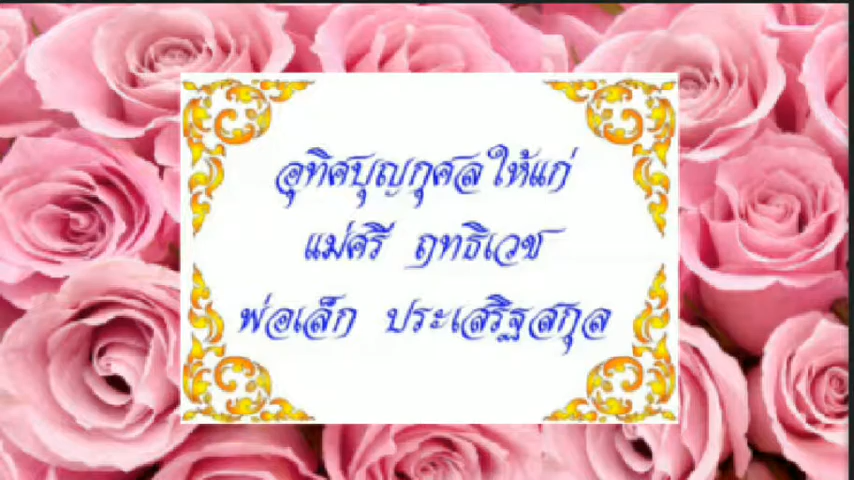 อุทิศบุญกุศลให้แก่
แม่ศรี ฤทธิเวช
พ่อเล็ก ประเสริฐสกุล